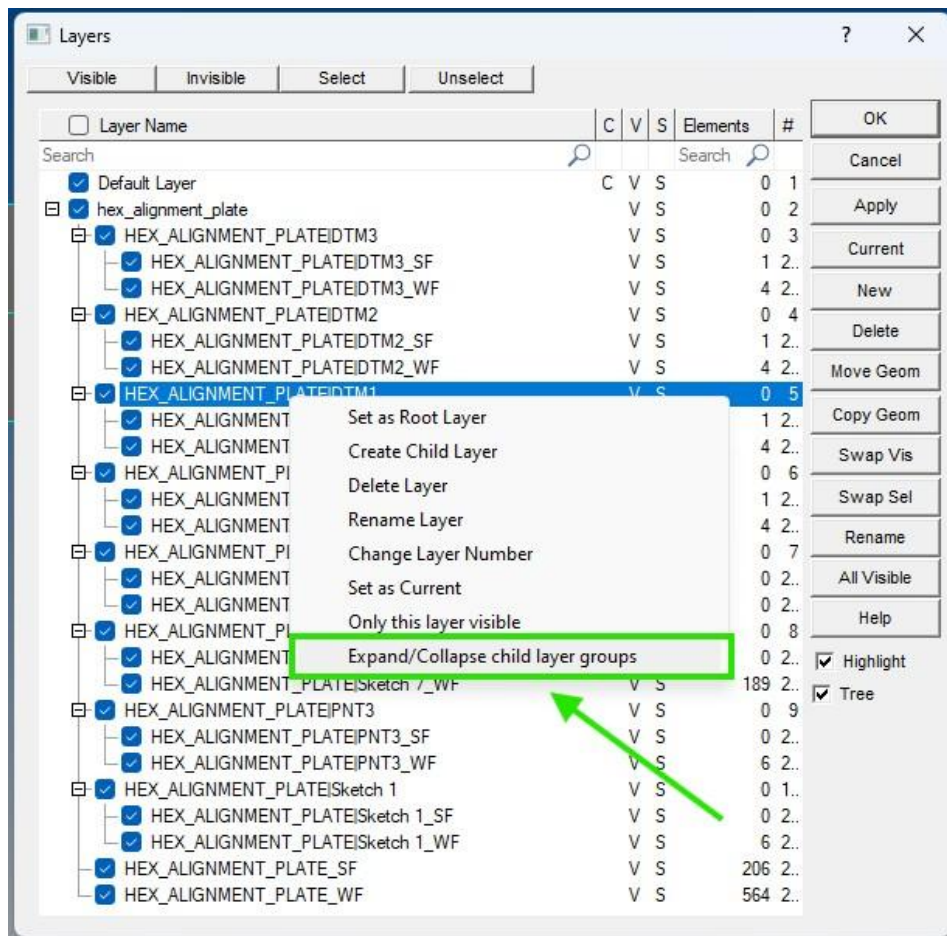 Layers ?
Visible Invisible Select Unselect
Layer Name C V S Elements #
Search Search
Default Layer C V S 0 1
hex_alignment_plate V S 0 2
HEX_ALIGNMENT_PLATE|DTM3 V S 0 3
HEX_ALIGNMENT_PLATE|DTM3_SF V S 1 2..
HEX_ALIGNMENT_PLATE|DTM3_WF V S 4 2..
HEX_ALIGNMENT_PLATE|DTM2 V S 0 4
HEX_ALIGNMENT_PLATE|DTM2_SF V S 1 2..
HEX_ALIGNMENT_PLATE|DTM2_WF V S 4 2..
HEX_ALIGNMENT_PLATE|DTM1 V S 0 5
HEX_ALIGNMENT 1 2..
HEX_ALIGNMENT 4 2..
HEX_ALIGNMENT_PL 0 6
HEX_ALIGNMENT 1 2..
HEX_ALIGNMENT 4 2..
HEX_ALIGNMENT_PL 0 7
HEX_ALIGNMENT 0 2..
HEX_ALIGNMENT 0 2..
HEX_ALIGNMENT_PL 0 8
HEX_ALIGNMENT 0 2..
HEX_ALIGNMENT_PLATE|Sketch 7_WF V S 189 2..
HEX_ALIGNMENT_PLATE|PNT3 V S 0 9
HEX_ALIGNMENT_PLATE|PNT3_SF V S 0 2..
HEX_ALIGNMENT_PLATE|PNT3_WF V S 6 2..
HEX_ALIGNMENT_PLATE|Sketch 1 V S 0 1..
HEX_ALIGNMENT_PLATE|Sketch 1_SF V S 0 2..
HEX_ALIGNMENT_PLATE|Sketch 1_WF V S 6 2..
HEX_ALIGNMENT_PLATE_SF V S 206 2..
HEX_ALIGNMENT_PLATE_WF V S 564 2..
Set as Root Layer
Create Child Layer
Delete Layer
Rename Layer
Change Layer Number
Set as Current
Only this layer visible
Expand/Collapse child layer groups
OK
Cancel
Apply
Current
New
Delete
Move Geom
Copy Geom
Swap Vis
Swap Sel
Rename
All Visible
Help
Highlight
Tree